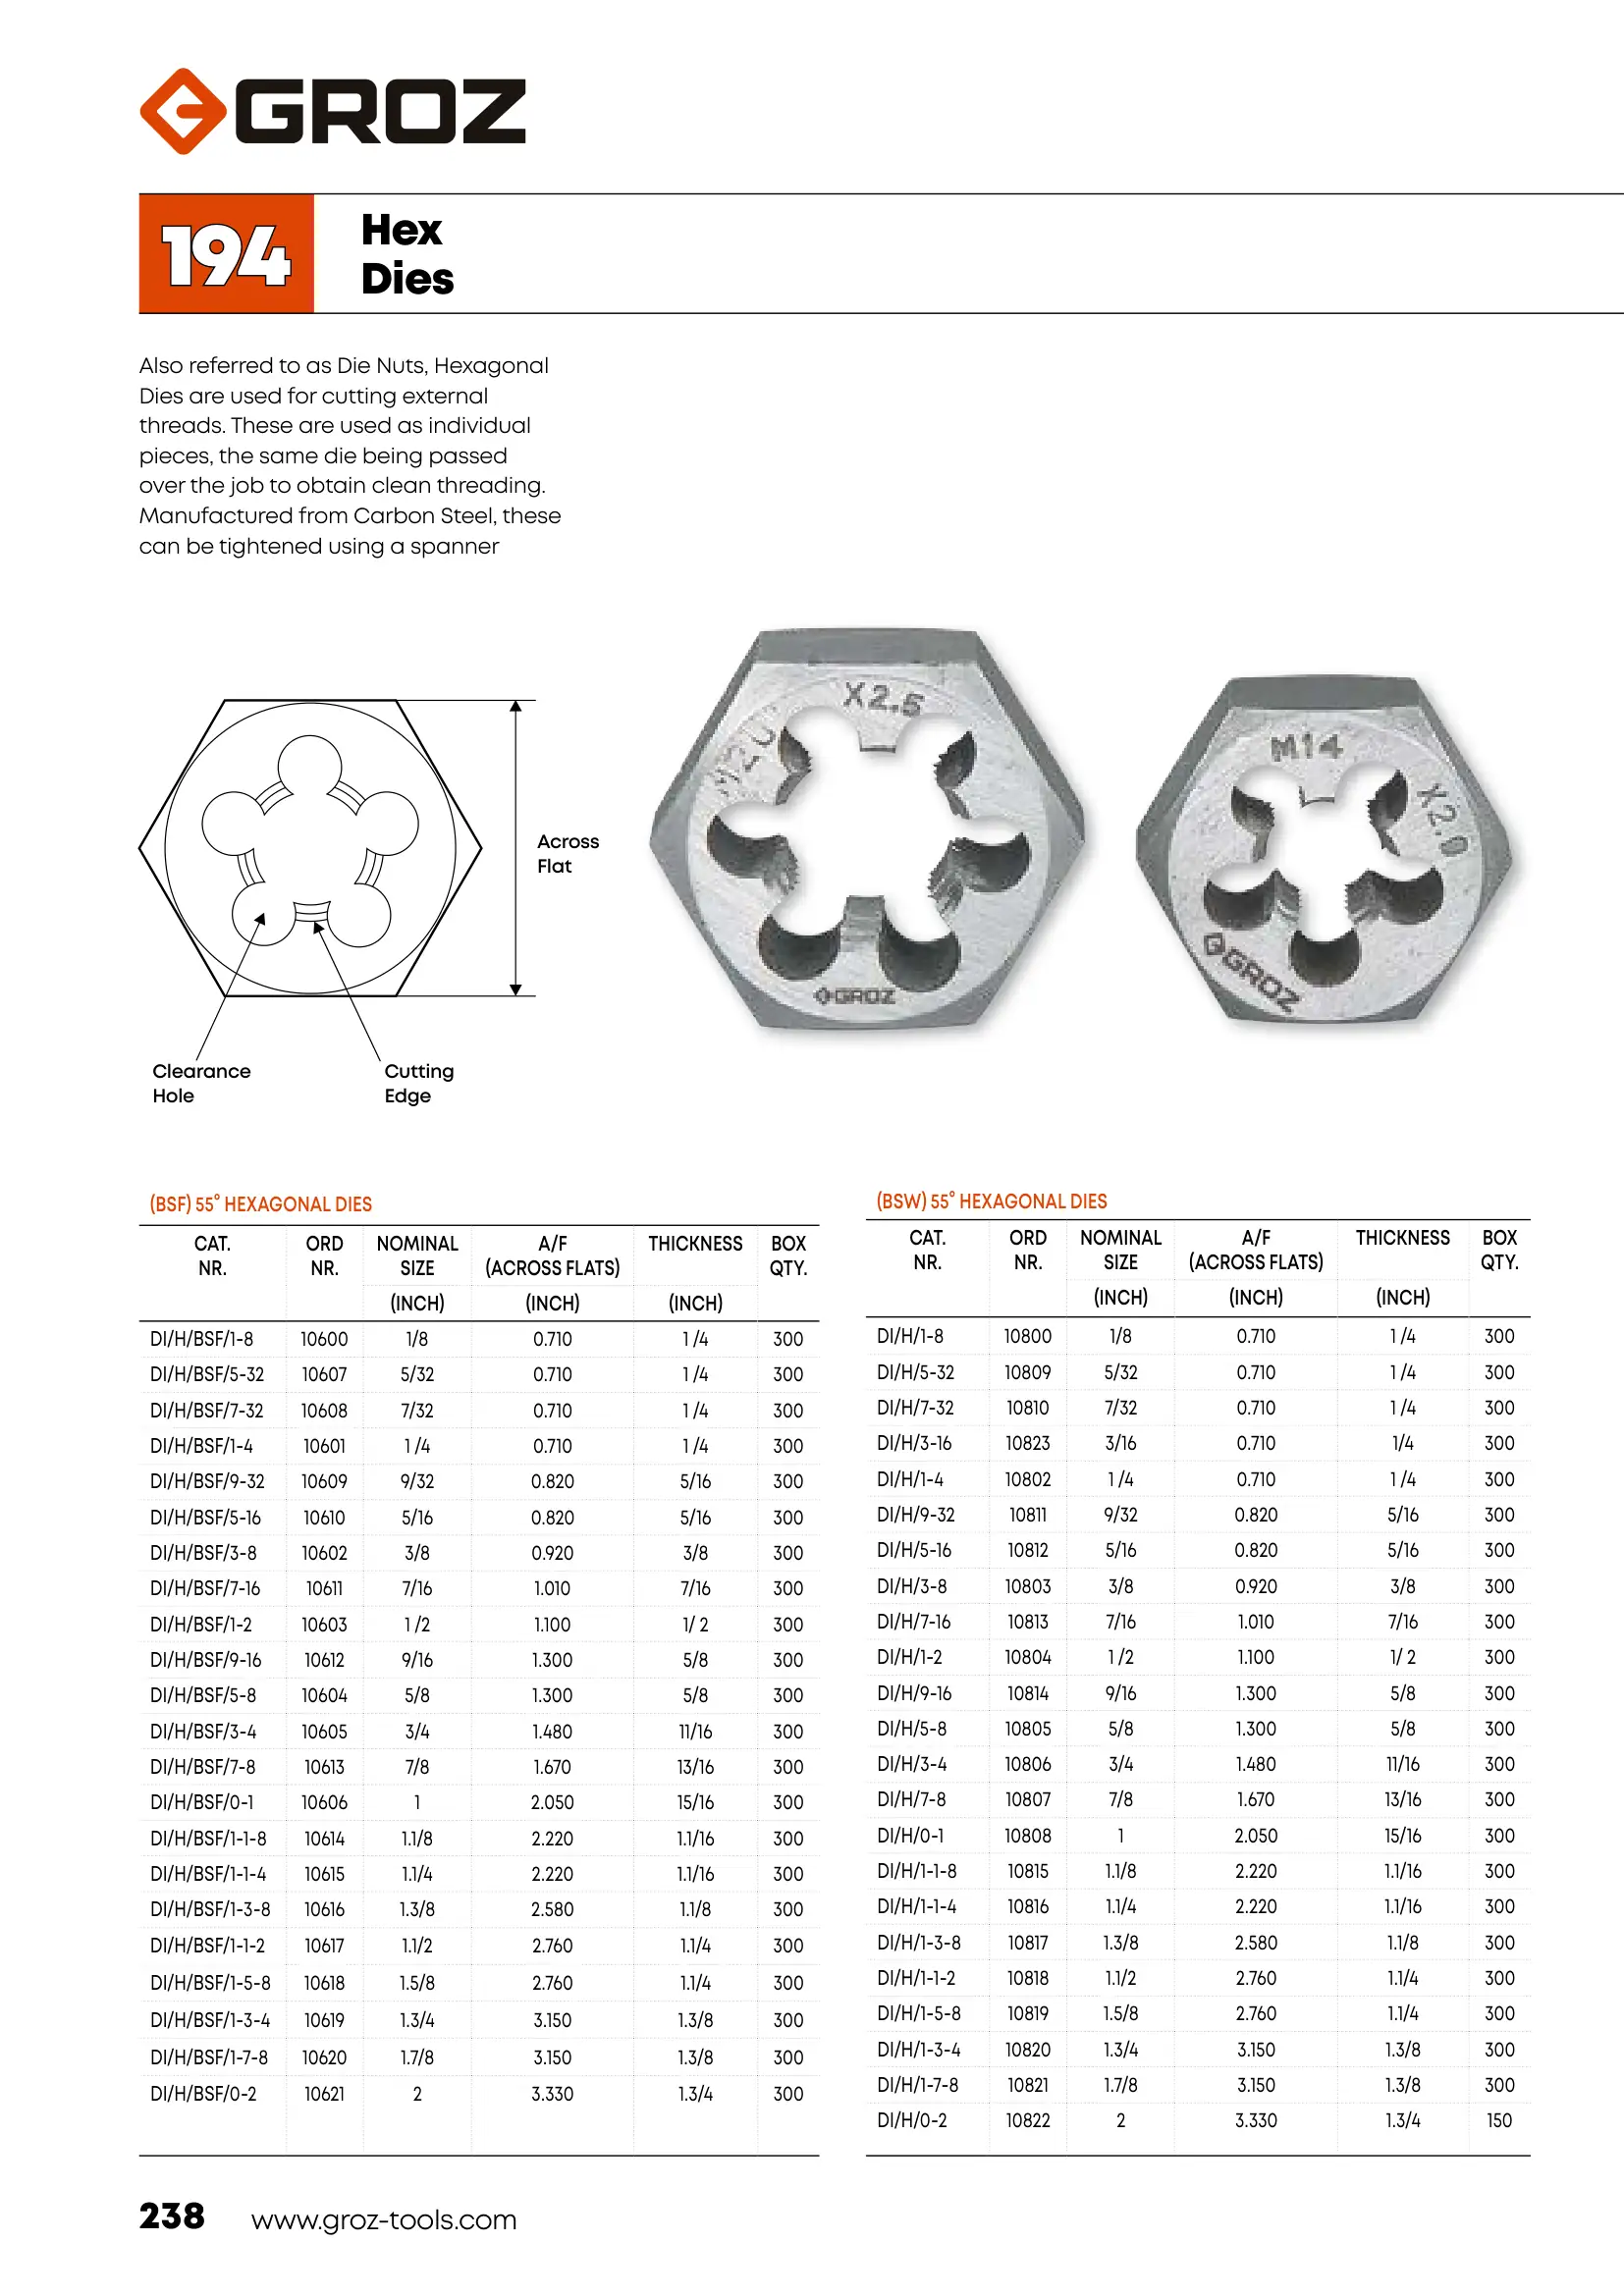 GROZ
194
Hex
Dies
Also referred to as Die Nuts, Hexagonal
Dies are used for cutting external
threads. These are used as individual
pieces, the same die being passed
over the job to obtain clean threading.
Manufactured from Carbon Steel, these
can be tightened using a spanner
Across
Flat
Clearance
Hole
Cutting
Edge
M20
X2.5
GROZ
M14
X2.0
GROZ
(BSF) 55° HEXAGONAL DIES
CAT. NR. ORD NR. NOMINAL SIZE A/F (ACROSS FLATS) THICKNESS BOX QTY.
(INCH) (INCH) (INCH)
DI/H/BSF/1-8 10600 1/8 0.710 1 /4 300
DI/H/BSF/5-32 10607 5/32 0.710 1 /4 300
DI/H/BSF/7-32 10608 7/32 0.710 1 /4 300
DI/H/BSF/1-4 10601 1 /4 0.710 1 /4 300
DI/H/BSF/9-32 10609 9/32 0.820 5/16 300
DI/H/BSF/5-16 10610 5/16 0.820 5/16 300
DI/H/BSF/3-8 10602 3/8 0.920 3/8 300
DI/H/BSF/7-16 10611 7/16 1.010 7/16 300
DI/H/BSF/1-2 10603 1 /2 1.100 1/ 2 300
DI/H/BSF/9-16 10612 9/16 1.300 5/8 300
DI/H/BSF/5-8 10604 5/8 1.300 5/8 300
DI/H/BSF/3-4 10605 3/4 1.480 11/16 300
DI/H/BSF/7-8 10613 7/8 1.670 13/16 300
DI/H/BSF/0-1 10606 1 2.050 15/16 300
DI/H/BSF/1-1-8 10614 1.1/8 2.220 1.1/16 300
DI/H/BSF/1-1-4 10615 1.1/4 2.220 1.1/16 300
DI/H/BSF/1-3-8 10616 1.3/8 2.580 1.1/8 300
DI/H/BSF/1-1-2 10617 1.1/2 2.760 1.1/4 300
DI/H/BSF/1-5-8 10618 1.5/8 2.760 1.1/4 300
DI/H/BSF/1-3-4 10619 1.3/4 3.150 1.3/8 300
DI/H/BSF/1-7-8 10620 1.7/8 3.150 1.3/8 300
DI/H/BSF/0-2 10621 2 3.330 1.3/4 300
(BSW) 55° HEXAGONAL DIES
CAT. NR. ORD NR. NOMINAL SIZE A/F (ACROSS FLATS) THICKNESS BOX QTY.
(INCH) (INCH) (INCH)
DI/H/1-8 10800 1/8 0.710 1 /4 300
DI/H/5-32 10809 5/32 0.710 1 /4 300
DI/H/7-32 10810 7/32 0.710 1 /4 300
DI/H/3-16 10823 3/16 0.710 1/4 300
DI/H/1-4 10802 1 /4 0.710 1 /4 300
DI/H/9-32 10811 9/32 0.820 5/16 300
DI/H/5-16 10812 5/16 0.820 5/16 300
DI/H/3-8 10803 3/8 0.920 3/8 300
DI/H/7-16 10813 7/16 1.010 7/16 300
DI/H/1-2 10804 1 /2 1.100 1/ 2 300
DI/H/9-16 10814 9/16 1.300 5/8 300
DI/H/5-8 10805 5/8 1.300 5/8 300
DI/H/3-4 10806 3/4 1.480 11/16 300
DI/H/7-8 10807 7/8 1.670 13/16 300
DI/H/0-1 10808 1 2.050 15/16 300
DI/H/1-1-8 10815 1.1/8 2.220 1.1/16 300
DI/H/1-1-4 10816 1.1/4 2.220 1.1/16 300
DI/H/1-3-8 10817 1.3/8 2.580 1.1/8 300
DI/H/1-1-2 10818 1.1/2 2.760 1.1/4 300
DI/H/1-5-8 10819 1.5/8 2.760 1.1/4 300
DI/H/1-3-4 10820 1.3/4 3.150 1.3/8 300
DI/H/1-7-8 10821 1.7/8 3.150 1.3/8 300
DI/H/0-2 10822 2 3.330 1.3/4 150
238 www.groz-tools.com